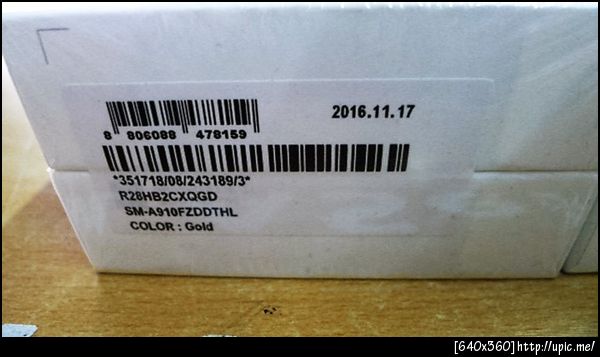 2016.11.17
8 806088 478159
*351718/08/243189/3*
R28HB2CXQGD
SM-A910FZDDTHL
COLOR : Gold
[640x360]http://upic.me/